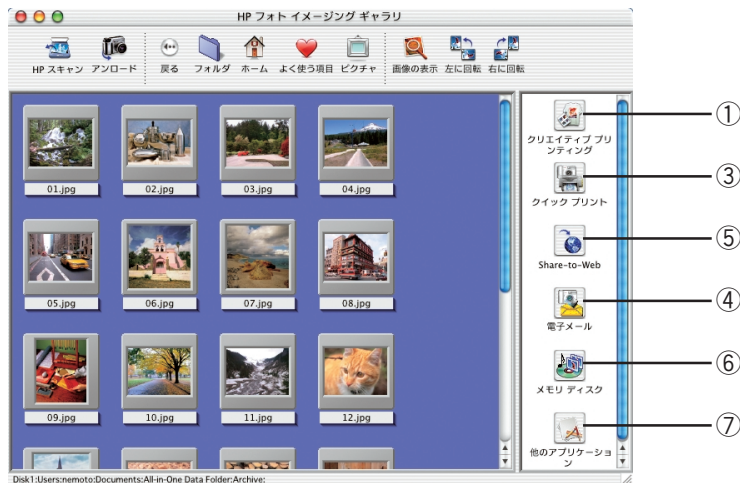 HP フォト イメージング ギャラリ
HP スキャン アンロード 戻る フォルダ ホーム よく使う項目 ピクチャ 画像の表示 左に回転 右に回転
クリエイティブ プリ
ンティング
①
クイック プリント
③
Share-to-Web
⑤
電子メール
④
メモリ ディスク
⑥
他のアプリケーショ
ン
⑦
01.jpg 02.jpg 03.jpg 04.jpg
05.jpg 06.jpg 07.jpg 08.jpg
09.jpg 10.jpg 11.jpg 12.jpg
Disk1:Users:nemoto:Documents:All-in-One Data Folder:Archive: